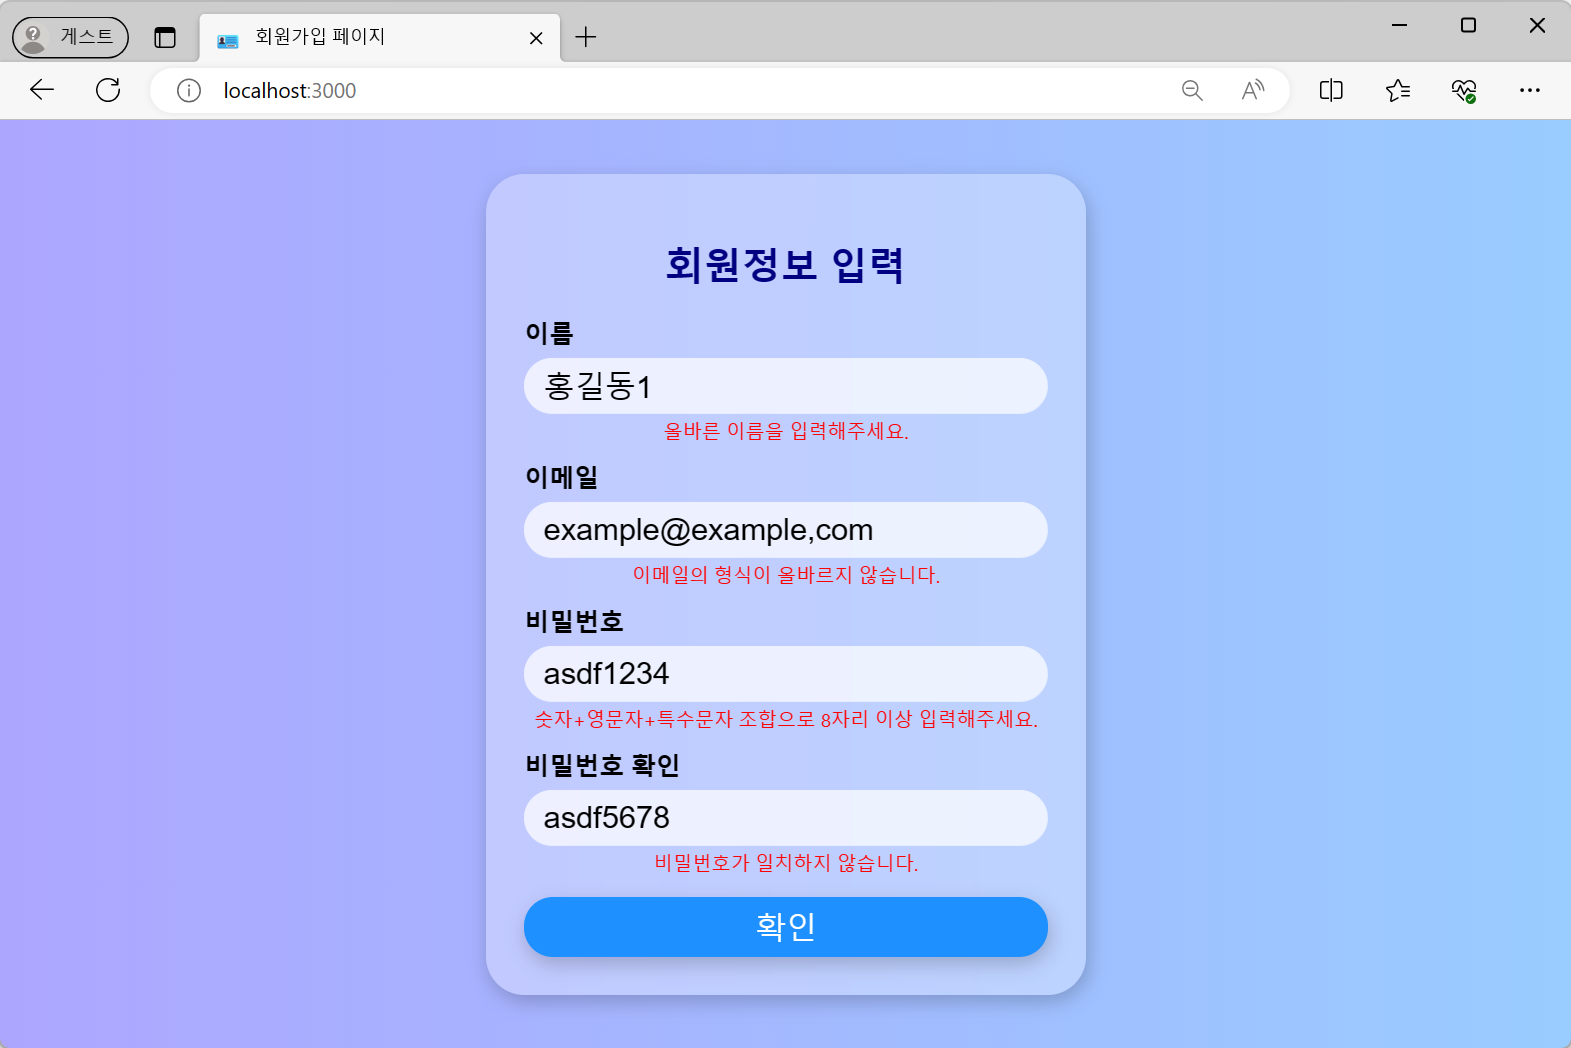 게스트
회원가입 페이지
localhost:3000
회원정보 입력
이름
홍길동1
올바른 이름을 입력해주세요.
이메일
example@example,com
이메일의 형식이 올바르지 않습니다.
비밀번호
asdf1234
숫자+영문자+특수문자 조합으로 8자리 이상 입력해주세요.
비밀번호 확인
asdf5678
비밀번호가 일치하지 않습니다.
확인